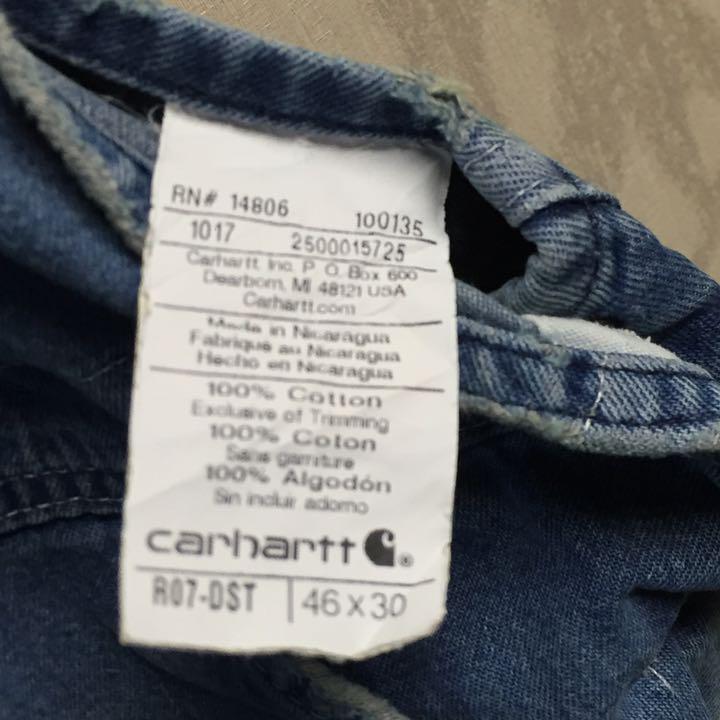 RN# 14806 100135
1017 2500015725
Carhartt, Inc. P. O. Box 600
Dearborn, MI 48121 USA
Carhartt.com
Made in Nicaragua
Fabriqué au Nicaragua
Hecho en Nicaragua
100% Cotton
Exclusive of Trimming
100% Coton
Sans garniture
100% Algodón
Sin incluir adorno
carhartt®
R07-DST 46 x 30